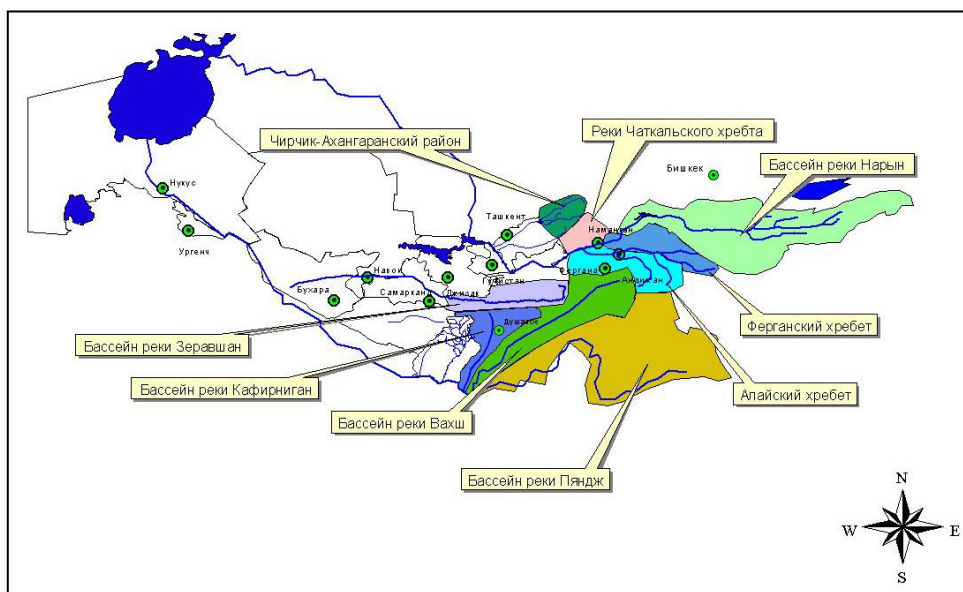 Чирчик-Ахангаранский район
Реки Чаткальского хребта
Бассейн реки Нарын
Бишкек
Нукус
Ургенч
Ташкент
Наманган
Фергана
Андижан
Гулистан
Навои
Джизак
Бухара
Самарканд
Душанбе
Ферганский хребет
Бассейн реки Зеравшан
Бассейн реки Кафирниган
Алайский хребет
Бассейн реки Вахш
Бассейн реки Пяндж
N
W
E
S